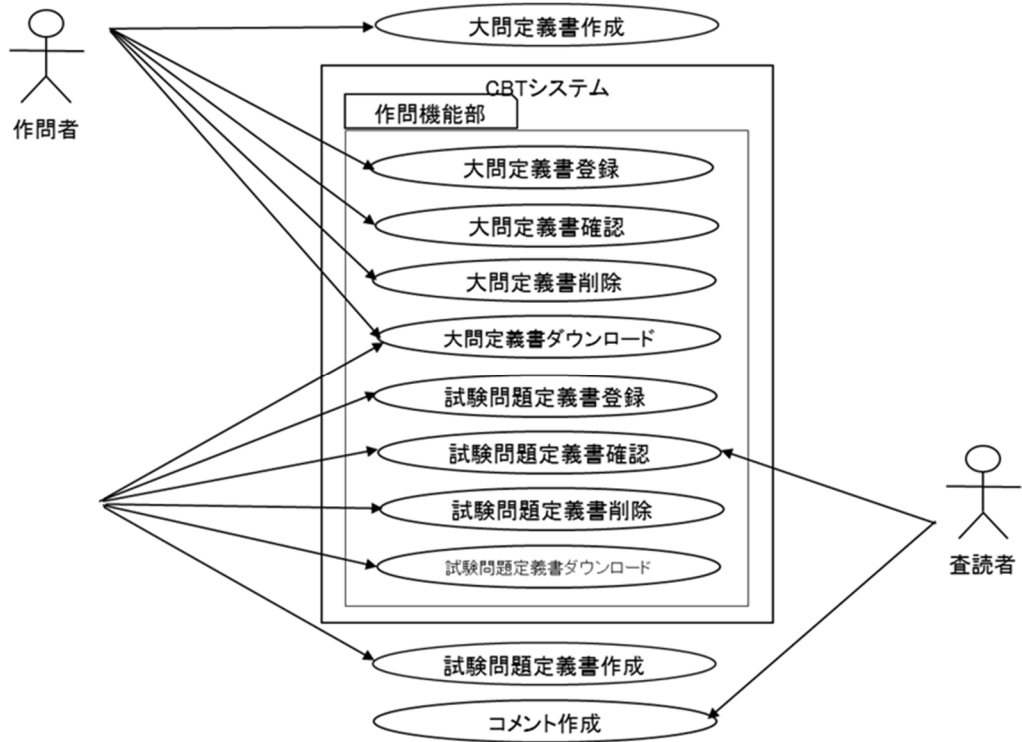 大問定義書作成
作問者
CBTシステム
作問機能部
大問定義書登録
大問定義書確認
大問定義書削除
大問定義書ダウンロード
試験問題定義書登録
試験問題定義書確認
試験問題定義書削除
試験問題定義書ダウンロード
査読者
試験問題定義書作成
コメント作成